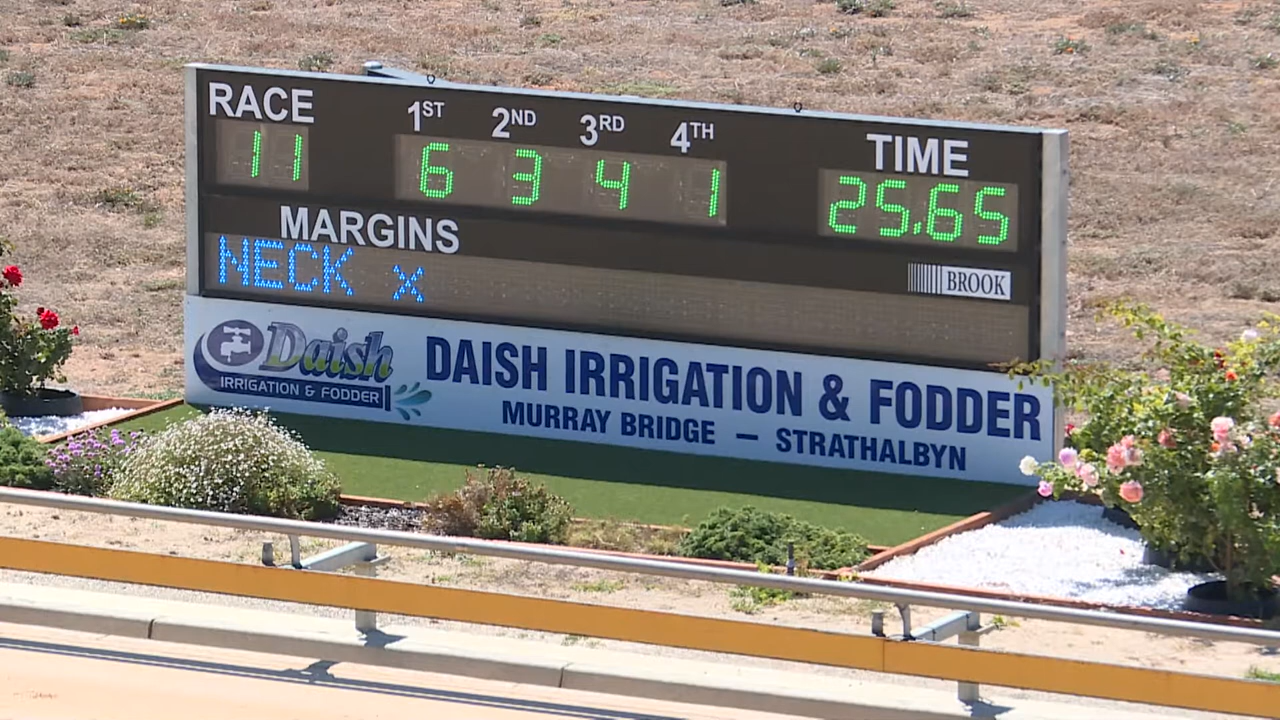 RACE 1ST 2ND 3RD 4TH TIME
11 6 3 4 1 25.65
MARGINS
NECK x
BROOK
Daish
IRRIGATION & FODDER
DAISH IRRIGATION & FODDER
MURRAY BRIDGE – STRATHALBYN